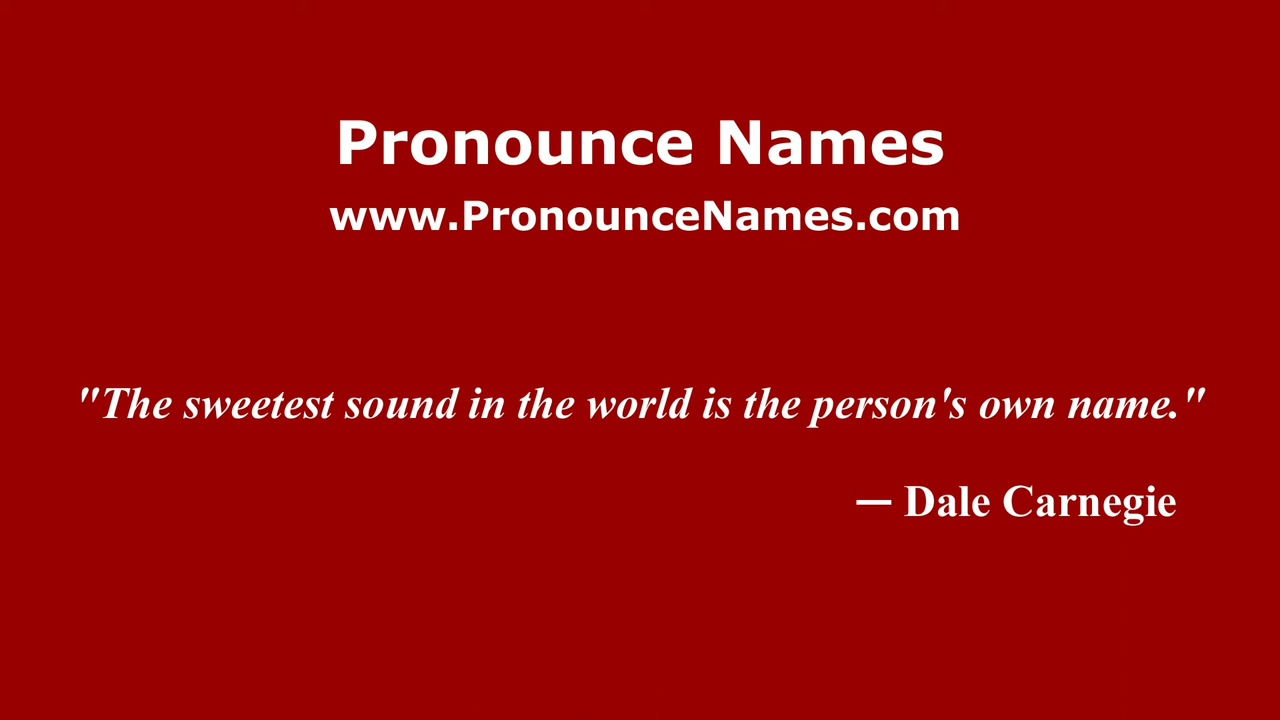 Pronounce Names
www.PronounceNames.com
"The sweetest sound in the world is the person's own name."
— Dale Carnegie